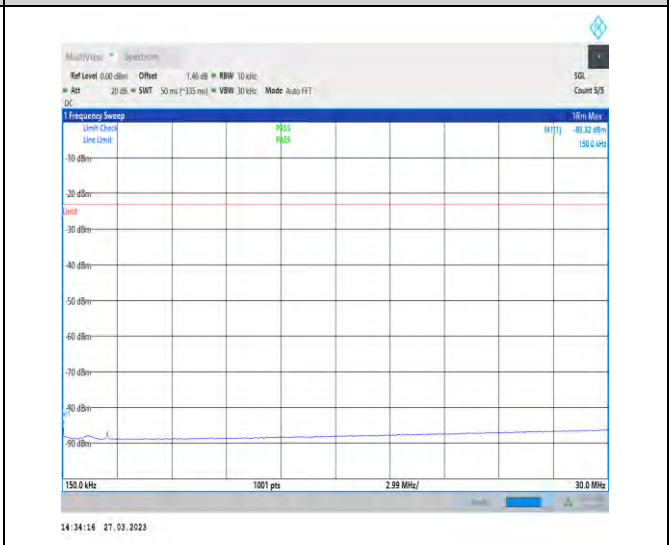 MultiView Spectrum
Ref Level 0.00 dBm Offset 1.46 dB RBW 10 kHz SGL
Att 20 dB SWT 50 ms (~335 ms) VBW 30 kHz Mode Auto FFT Count 5/5
DC
1 Frequency Sweep 1Rm Max
Limit Check PASS M1[1] -83.32 dBm
Line Limit PASS 150.0 kHz
-10 dBm
-20 dBm
Limit
-30 dBm
-40 dBm
-50 dBm
-60 dBm
-70 dBm
-80 dBm
-90 dBm
150.0 kHz 1001 pts 2.99 MHz/ 30.0 MHz
14:34:16 27.03.2023